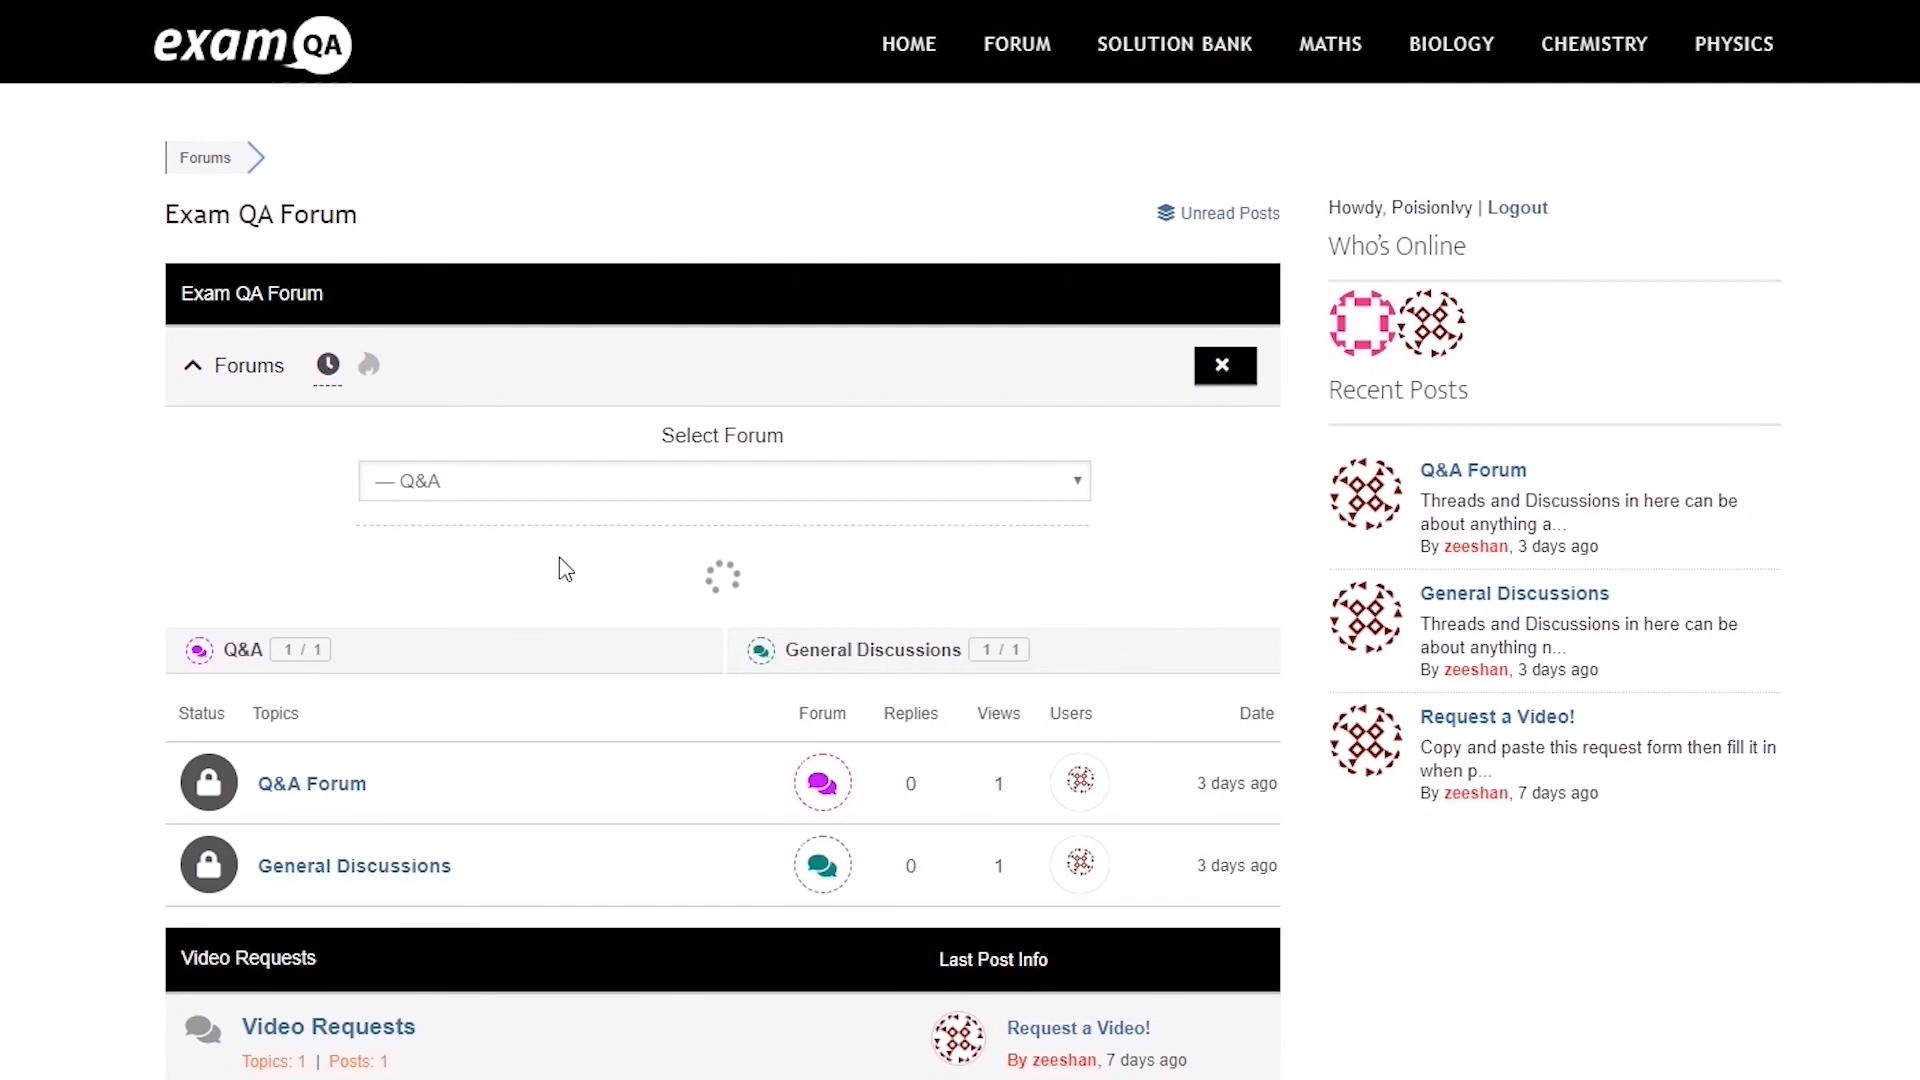 exam QA
HOME FORUM SOLUTION BANK MATHS BIOLOGY CHEMISTRY PHYSICS
Forums
Exam QA Forum
Unread Posts
Howdy, PoisionIvy | Logout
Who's Online
Exam QA Forum
Forums
Select Forum
— Q&A
Q&A 1 / 1
General Discussions 1 / 1
Status Topics Forum Replies Views Users Date
Q&A Forum 0 1 3 days ago
General Discussions 0 1 3 days ago
Video Requests Last Post Info
Video Requests
Topics: 1 | Posts: 1
Request a Video!
By zeeshan, 7 days ago
Recent Posts
Q&A Forum
Threads and Discussions in here can be
about anything a...
By zeeshan, 3 days ago
General Discussions
Threads and Discussions in here can be
about anything n...
By zeeshan, 3 days ago
Request a Video!
Copy and paste this request form then fill it in
when p...
By zeeshan, 7 days ago